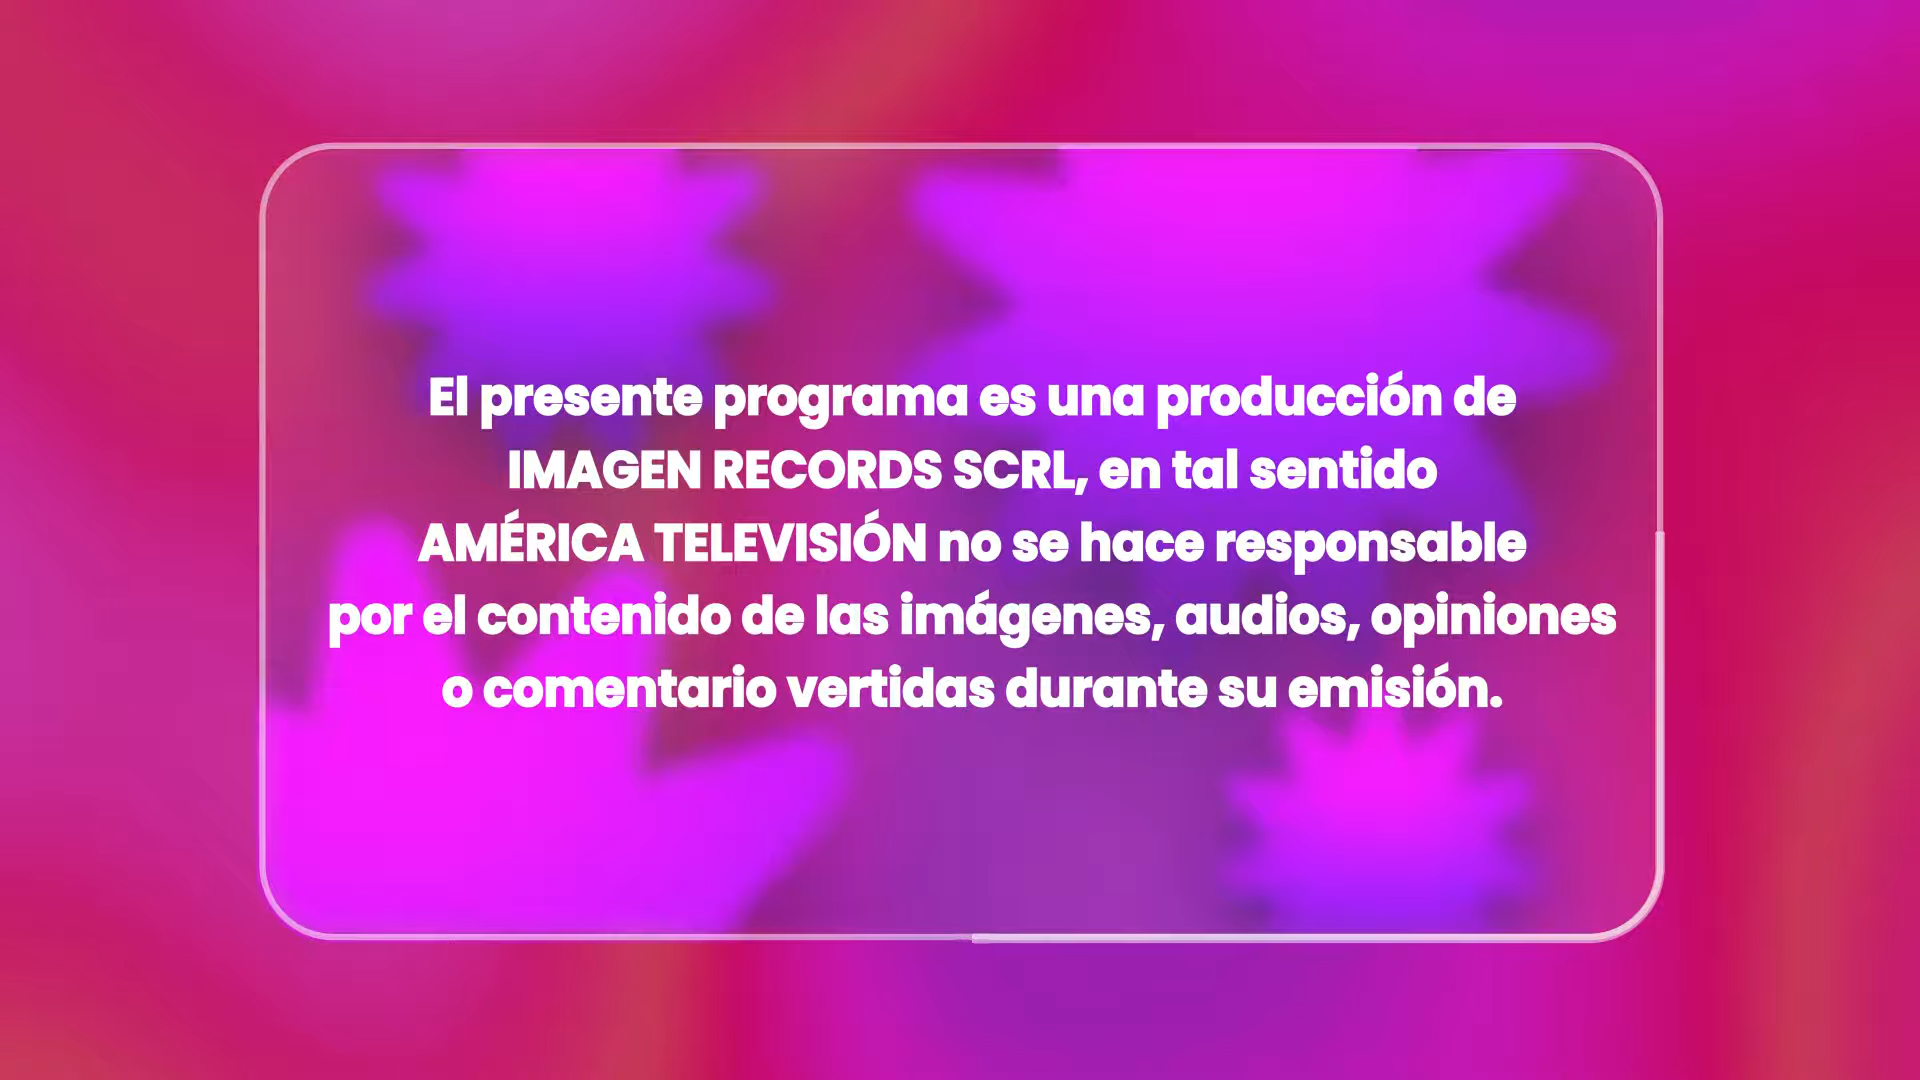 El presente programa es una producción de
IMAGEN RECORDS SCRL, en tal sentido
AMÉRICA TELEVISIÓN no se hace responsable
por el contenido de las imágenes, audios, opiniones
o comentario vertidas durante su emisión.